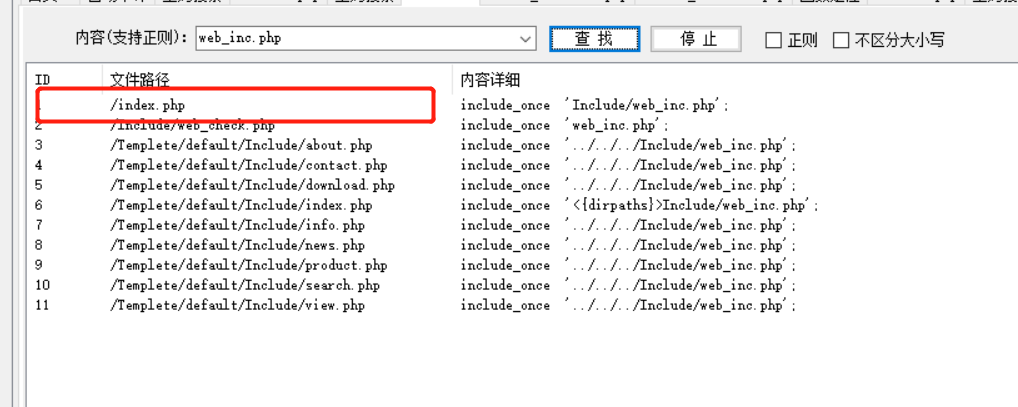 内容(支持正则): web_inc.php 查 找 停 止 正则 不区分大小写
ID 文件路径 内容详细
/index.php include_once 'Include/web_inc.php';
2 /Include/web_check.php include_once 'web_inc.php';
3 /Templete/default/Include/about.php include_once '../../../Include/web_inc.php';
4 /Templete/default/Include/contact.php include_once '../../../Include/web_inc.php';
5 /Templete/default/Include/download.php include_once '../../../Include/web_inc.php';
6 /Templete/default/Include/index.php include_once '<{dirpaths}>Include/web_inc.php';
7 /Templete/default/Include/info.php include_once '../../../Include/web_inc.php';
8 /Templete/default/Include/news.php include_once '../../../Include/web_inc.php';
9 /Templete/default/Include/product.php include_once '../../../Include/web_inc.php';
10 /Templete/default/Include/search.php include_once '../../../Include/web_inc.php';
11 /Templete/default/Include/view.php include_once '../../../Include/web_inc.php';